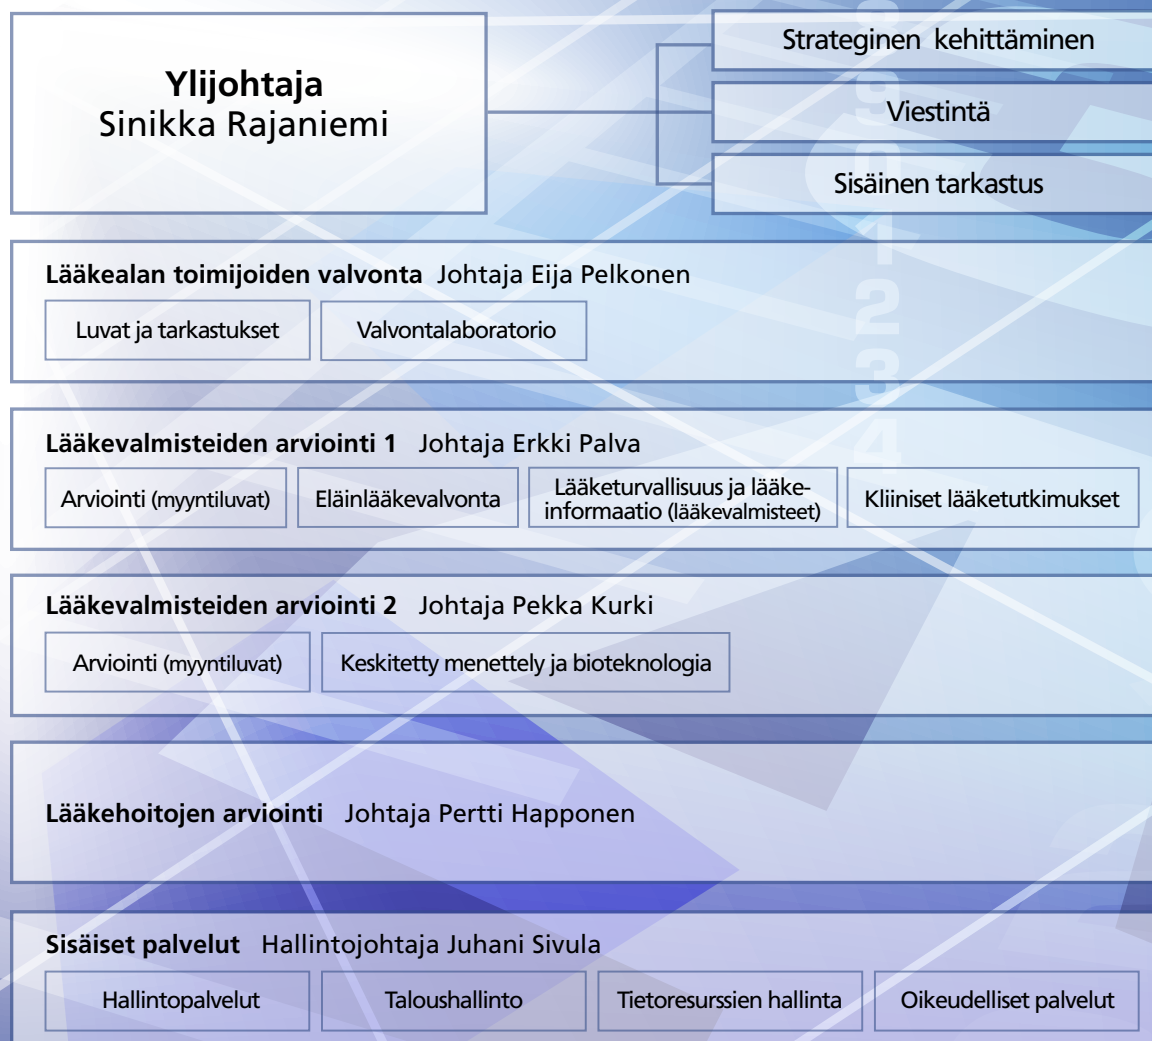 Ylijohtaja
Sinikka Rajaniemi
Strateginen kehittäminen
Viestintä
Sisäinen tarkastus
Lääkealan toimijoiden valvonta Johtaja Eija Pelkonen
Luvat ja tarkastukset
Valvontalaboratorio
Lääkevalmisteiden arviointi 1 Johtaja Erkki Palva
Arviointi (myyntiluvat)
Eläinlääkevalvonta
Lääketurvallisuus ja lääke-
informaatio (lääkevalmisteet)
Kliiniset lääketutkimukset
Lääkevalmisteiden arviointi 2 Johtaja Pekka Kurki
Arviointi (myyntiluvat)
Keskitetty menettely ja bioteknologia
Lääkehoitojen arviointi Johtaja Pertti Happonen
Sisäiset palvelut Hallintojohtaja Juhani Sivula
Hallintopalvelut
Taloushallinto
Tietoresurssien hallinta
Oikeudelliset palvelut